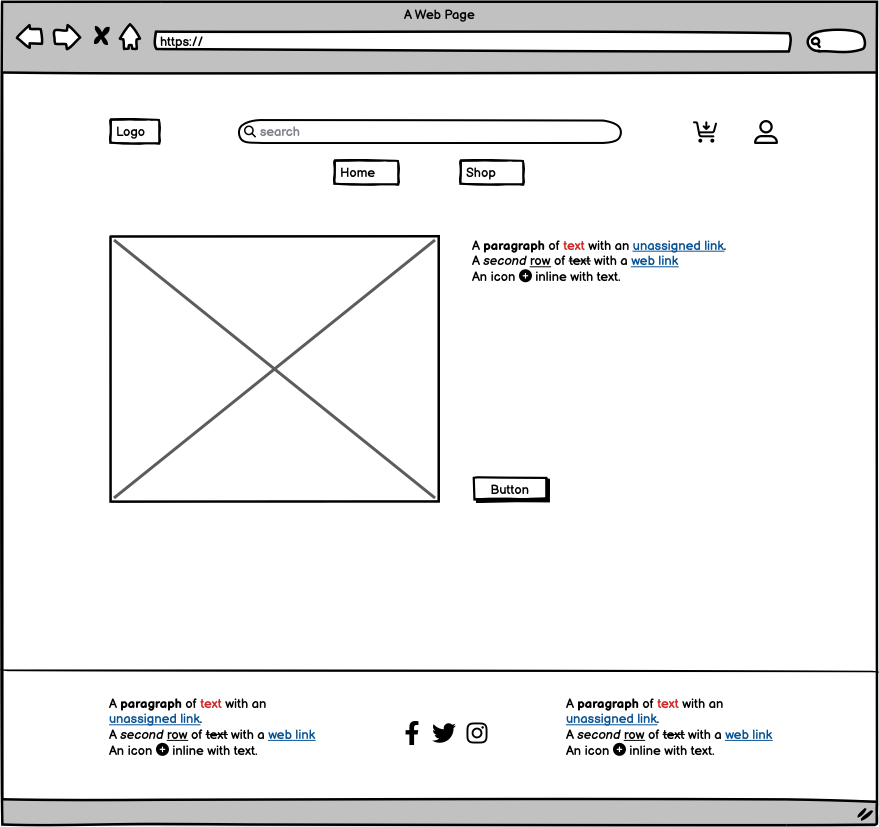 A Web Page
https://
Logo
search
Home
Shop
A paragraph of text with an unassigned link.
A second row of text with a web link
An icon inline with text.
Button
A paragraph of text with an
unassigned link.
A second row of text with a web link
An icon inline with text.
A paragraph of text with an
unassigned link.
A second row of text with a web link
An icon inline with text.